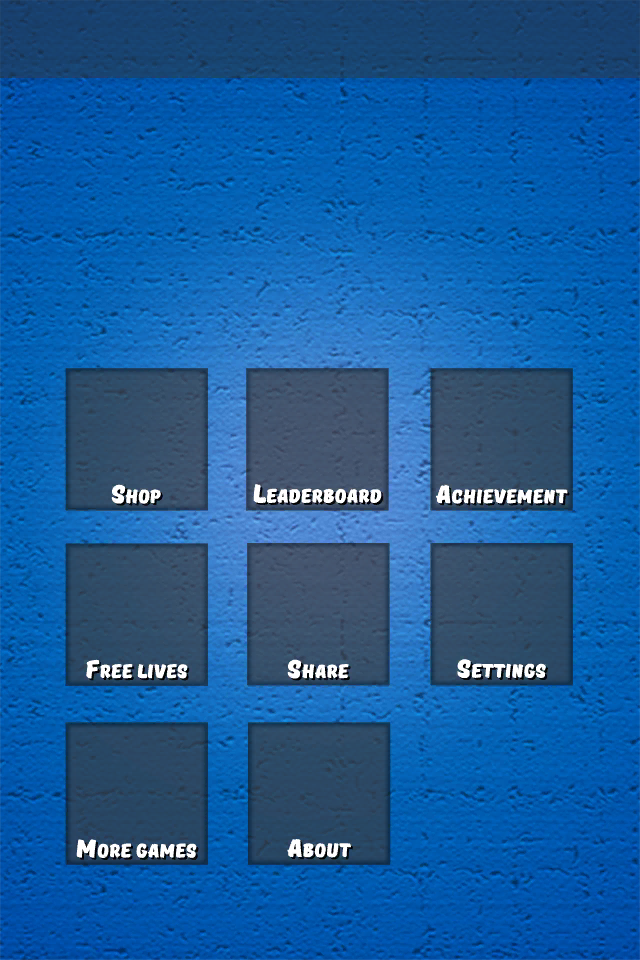 Shop
Leaderboard
Achievement
Free lives
Share
Settings
More games
About